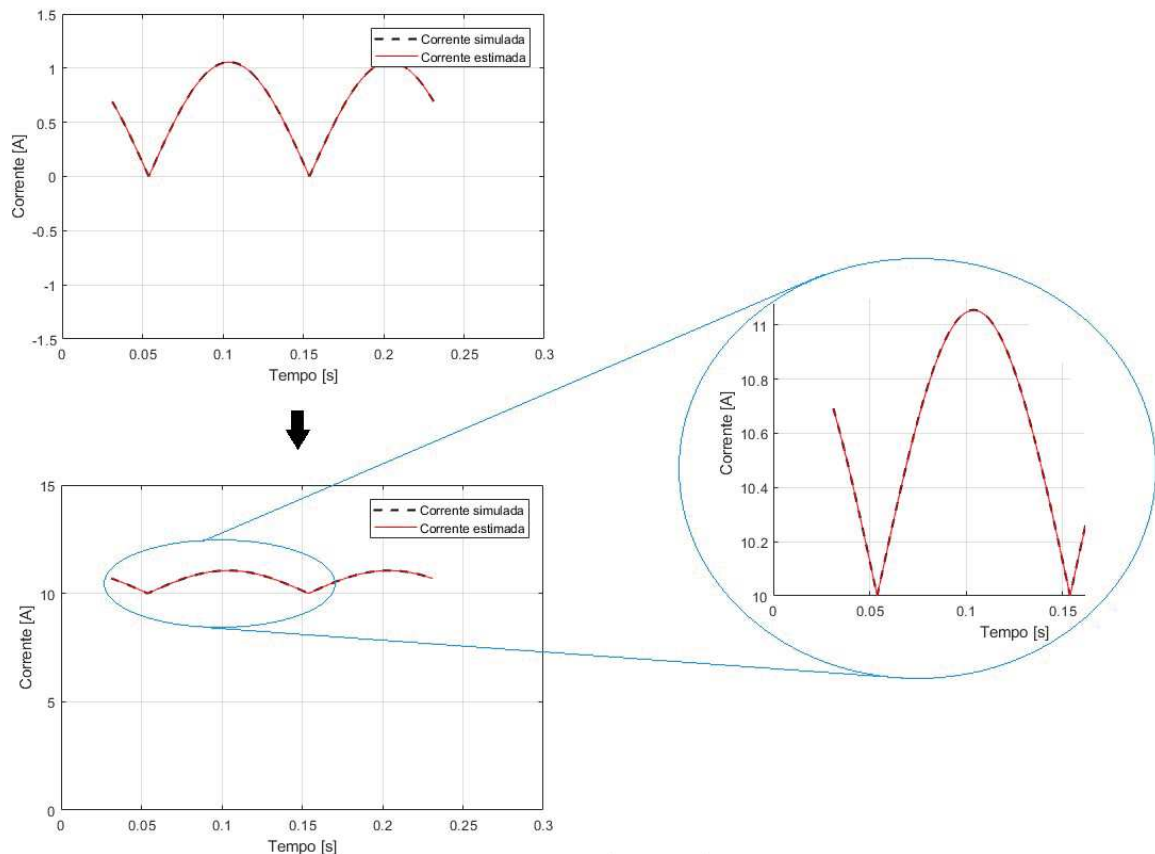 1.5
1
0.5
0
-0.5
-1
-1.5
Corrente [A]
Corrente simulada
Corrente estimada
0 0.05 0.1 0.15 0.2 0.25 0.3
Tempo [s]
11
10.8
10.6
10.4
10.2
10
Corrente [A]
0 0.05 0.1 0.15
Tempo [s]
15
10
5
0
Corrente [A]
Corrente simulada
Corrente estimada
0 0.05 0.1 0.15 0.2 0.25 0.3
Tempo [s]